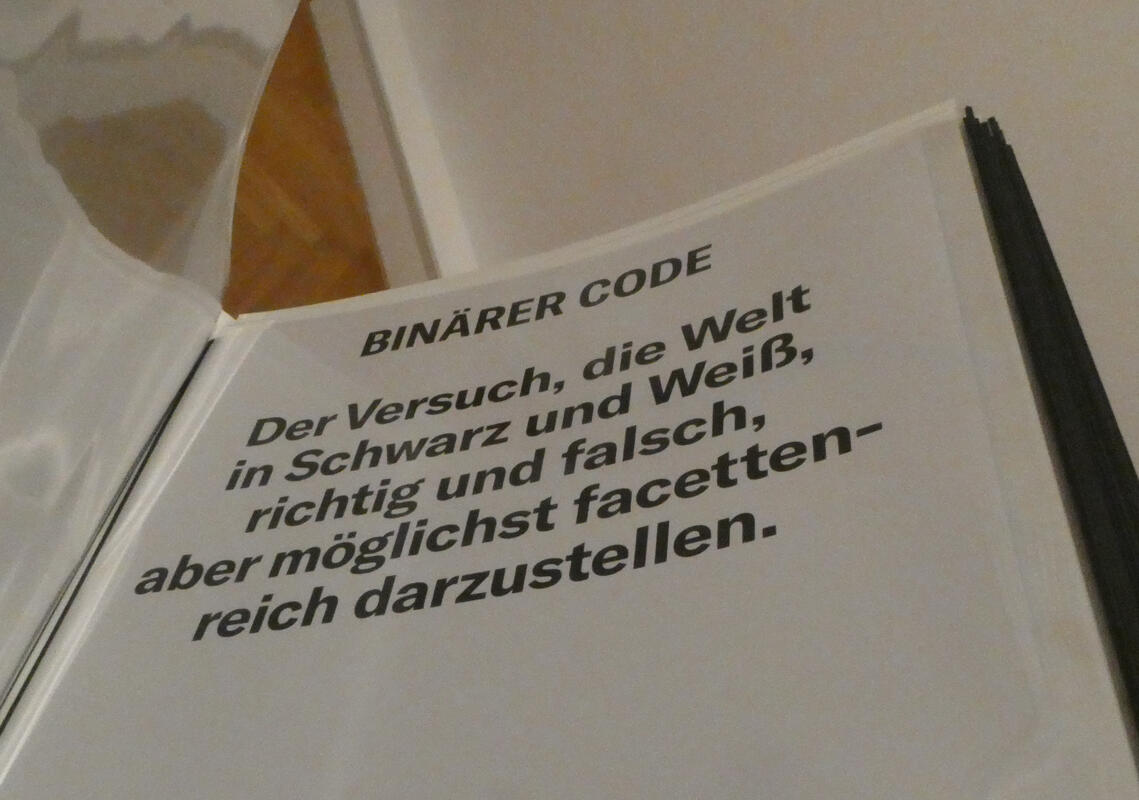 BINÄRER CODE
Der Versuch, die Welt
in Schwarz und Weiß,
richtig und falsch,
aber möglichst facetten-
reich darzustellen.